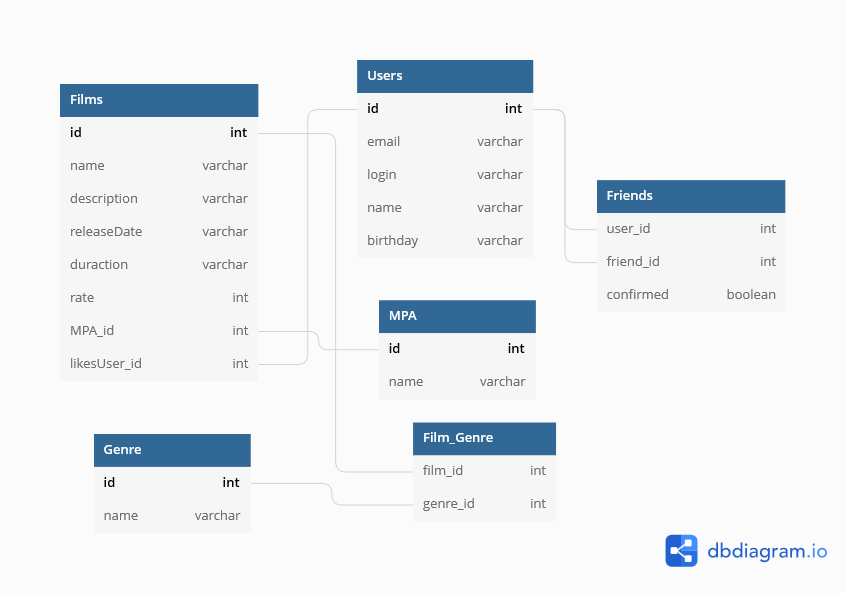 Films
id int
name varchar
description varchar
releaseDate varchar
duraction varchar
rate int
MPA_id int
likesUser_id int
Users
id int
email varchar
login varchar
name varchar
birthday varchar
Friends
user_id int
friend_id int
confirmed boolean
MPA
id int
name varchar
Genre
id int
name varchar
Film_Genre
film_id int
genre_id int
dbdiagram.io